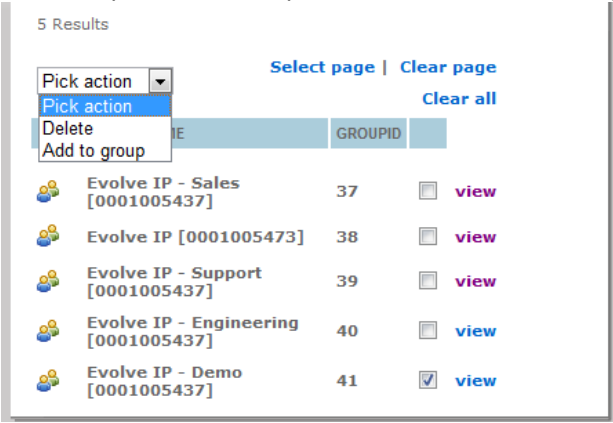 5 Results
Select page | Clear page
Pick action
Clear all
Pick action
Delete
Add to group
GROUPID
Evolve IP - Sales
[0001005437]
37
view
Evolve IP [0001005473]
38
view
Evolve IP - Support
[0001005437]
39
view
Evolve IP - Engineering
[0001005437]
40
view
Evolve IP - Demo
[0001005437]
41
view